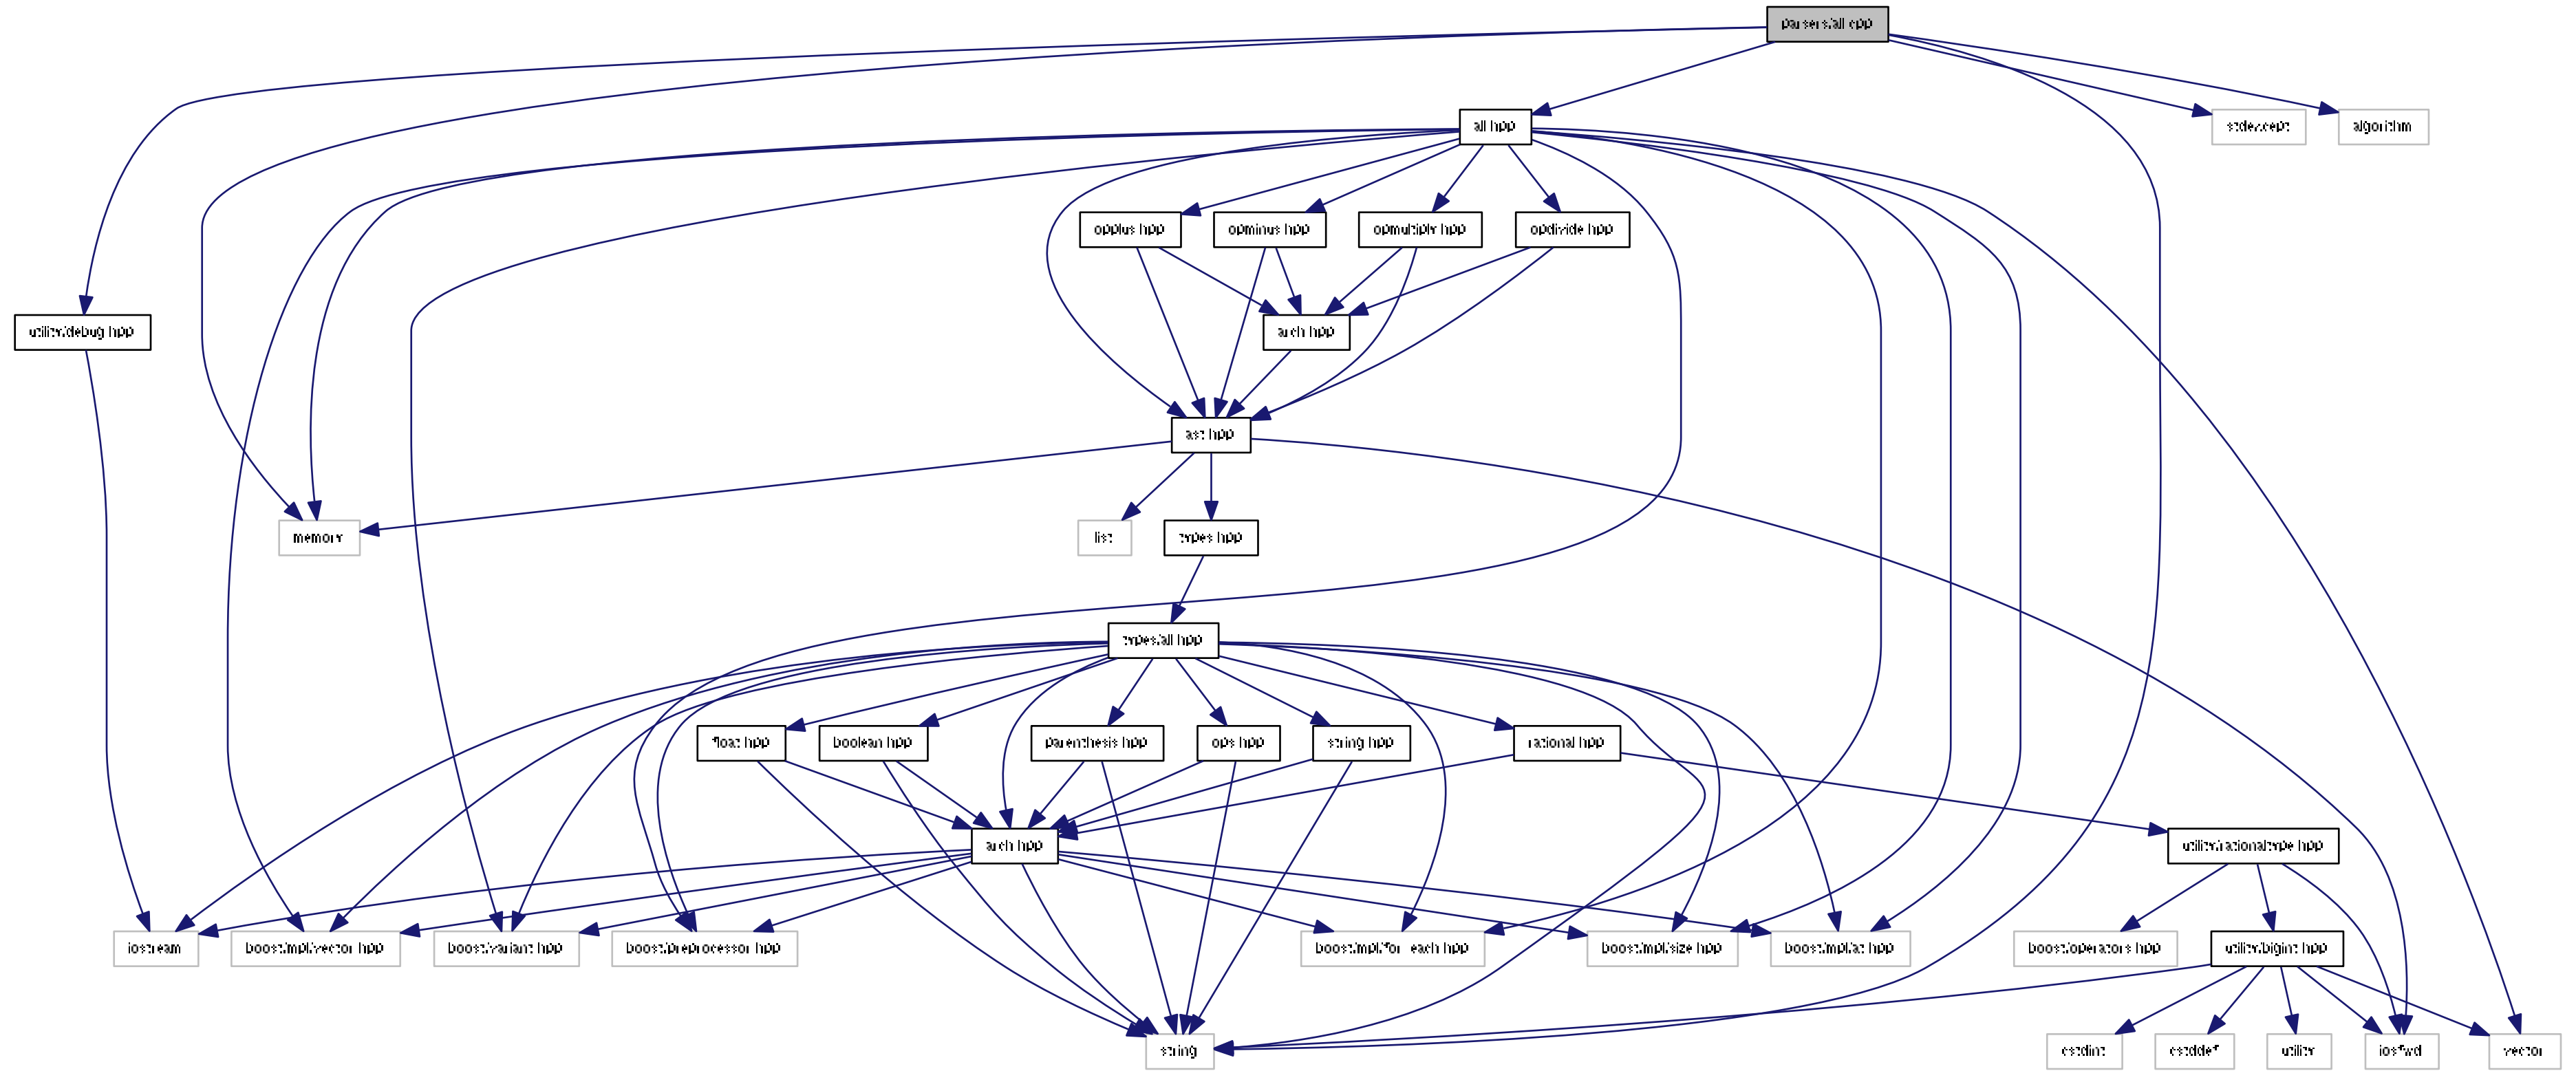 parsers/all.cpp
all.hpp
stdexcept
algorithm
opplus.hpp
opminus.hpp
opmultiply.hpp
opdivide.hpp
utility/debug.hpp
arch.hpp
ast.hpp
memory
list
types.hpp
types/all.hpp
float.hpp
boolean.hpp
parenthesis.hpp
ops.hpp
string.hpp
rational.hpp
arch.hpp
utility/rationaltype.hpp
iostream
boost/mpl/vector.hpp
boost/variant.hpp
boost/preprocessor.hpp
boost/mpl/for_each.hpp
boost/mpl/size.hpp
boost/mpl/at.hpp
boost/operators.hpp
utility/bigint.hpp
string
cstdint
cstddef
utility
iosfwd
vector